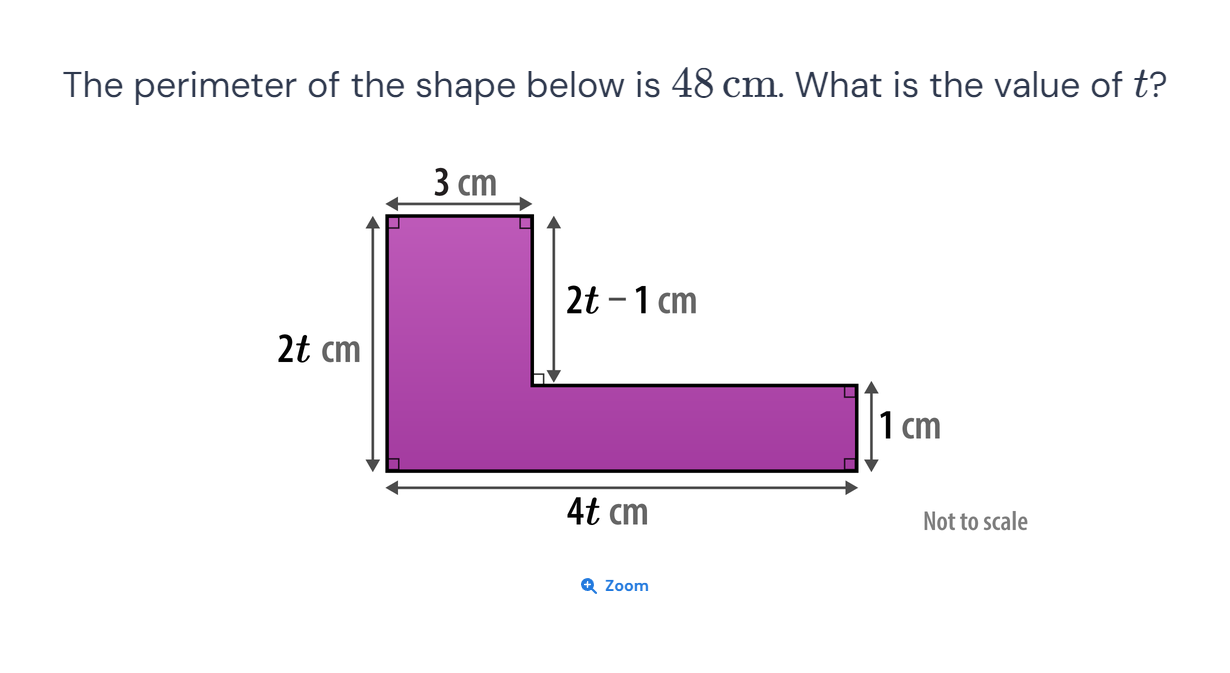 The perimeter of the shape below is 48 cm. What is the value of t?
3 cm
2t − 1 cm
2t cm
1 cm
4t cm
Not to scale
Zoom